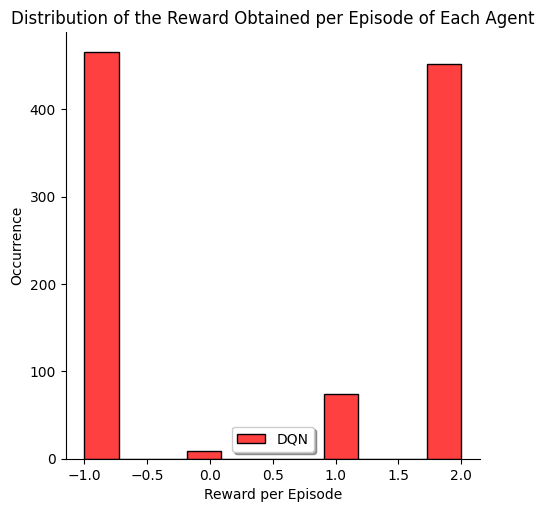 Distribution of the Reward Obtained per Episode of Each Agent
Occurrence
400
300
200
100
0
−1.0 −0.5 0.0 0.5 1.0 1.5 2.0
Reward per Episode
DQN